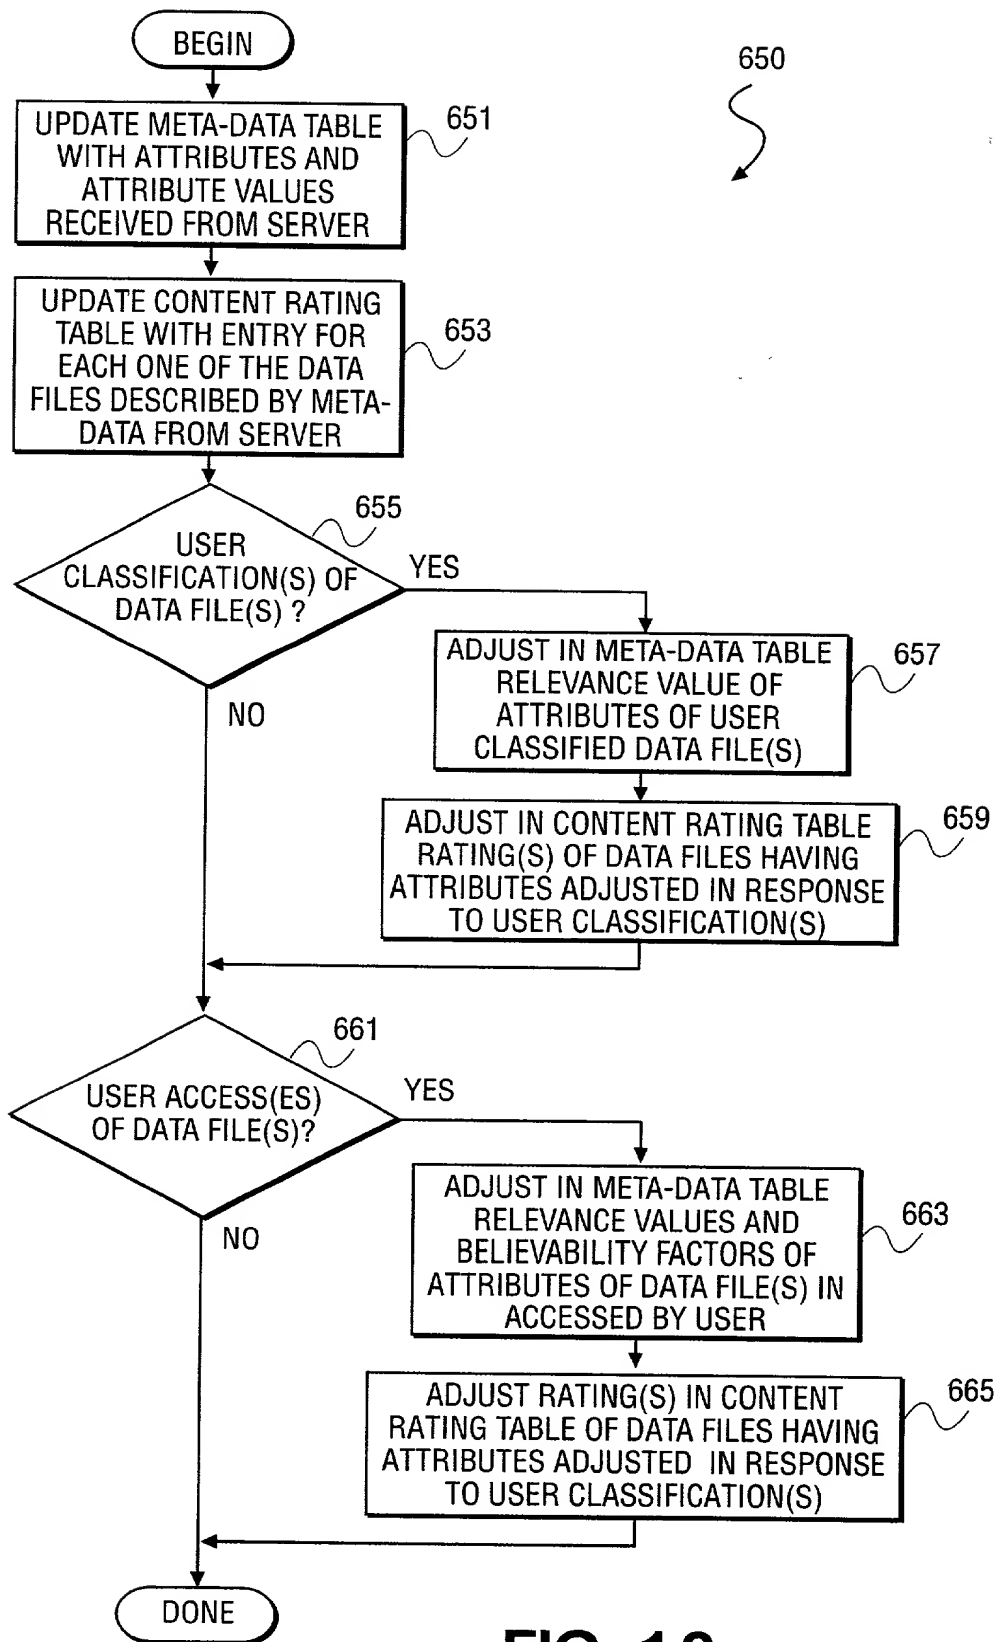 BEGIN
650
UPDATE META-DATA TABLE
WITH ATTRIBUTES AND
ATTRIBUTE VALUES
RECEIVED FROM SERVER
651
UPDATE CONTENT RATING
TABLE WITH ENTRY FOR
EACH ONE OF THE DATA
FILES DESCRIBED BY META-
DATA FROM SERVER
653
655
USER
CLASSIFICATION(S) OF
DATA FILE(S) ?
YES
NO
ADJUST IN META-DATA TABLE
RELEVANCE VALUE OF
ATTRIBUTES OF USER
CLASSIFIED DATA FILE(S)
657
ADJUST IN CONTENT RATING TABLE
RATING(S) OF DATA FILES HAVING
ATTRIBUTES ADJUSTED IN RESPONSE
TO USER CLASSIFICATION(S)
659
661
USER ACCESS(ES)
OF DATA FILE(S)?
YES
NO
ADJUST IN META-DATA TABLE
RELEVANCE VALUES AND
BELIEVABILITY FACTORS OF
ATTRIBUTES OF DATA FILE(S) IN
ACCESSED BY USER
663
ADJUST RATING(S) IN CONTENT
RATING TABLE OF DATA FILES HAVING
ATTRIBUTES ADJUSTED IN RESPONSE
TO USER CLASSIFICATION(S)
665
DONE